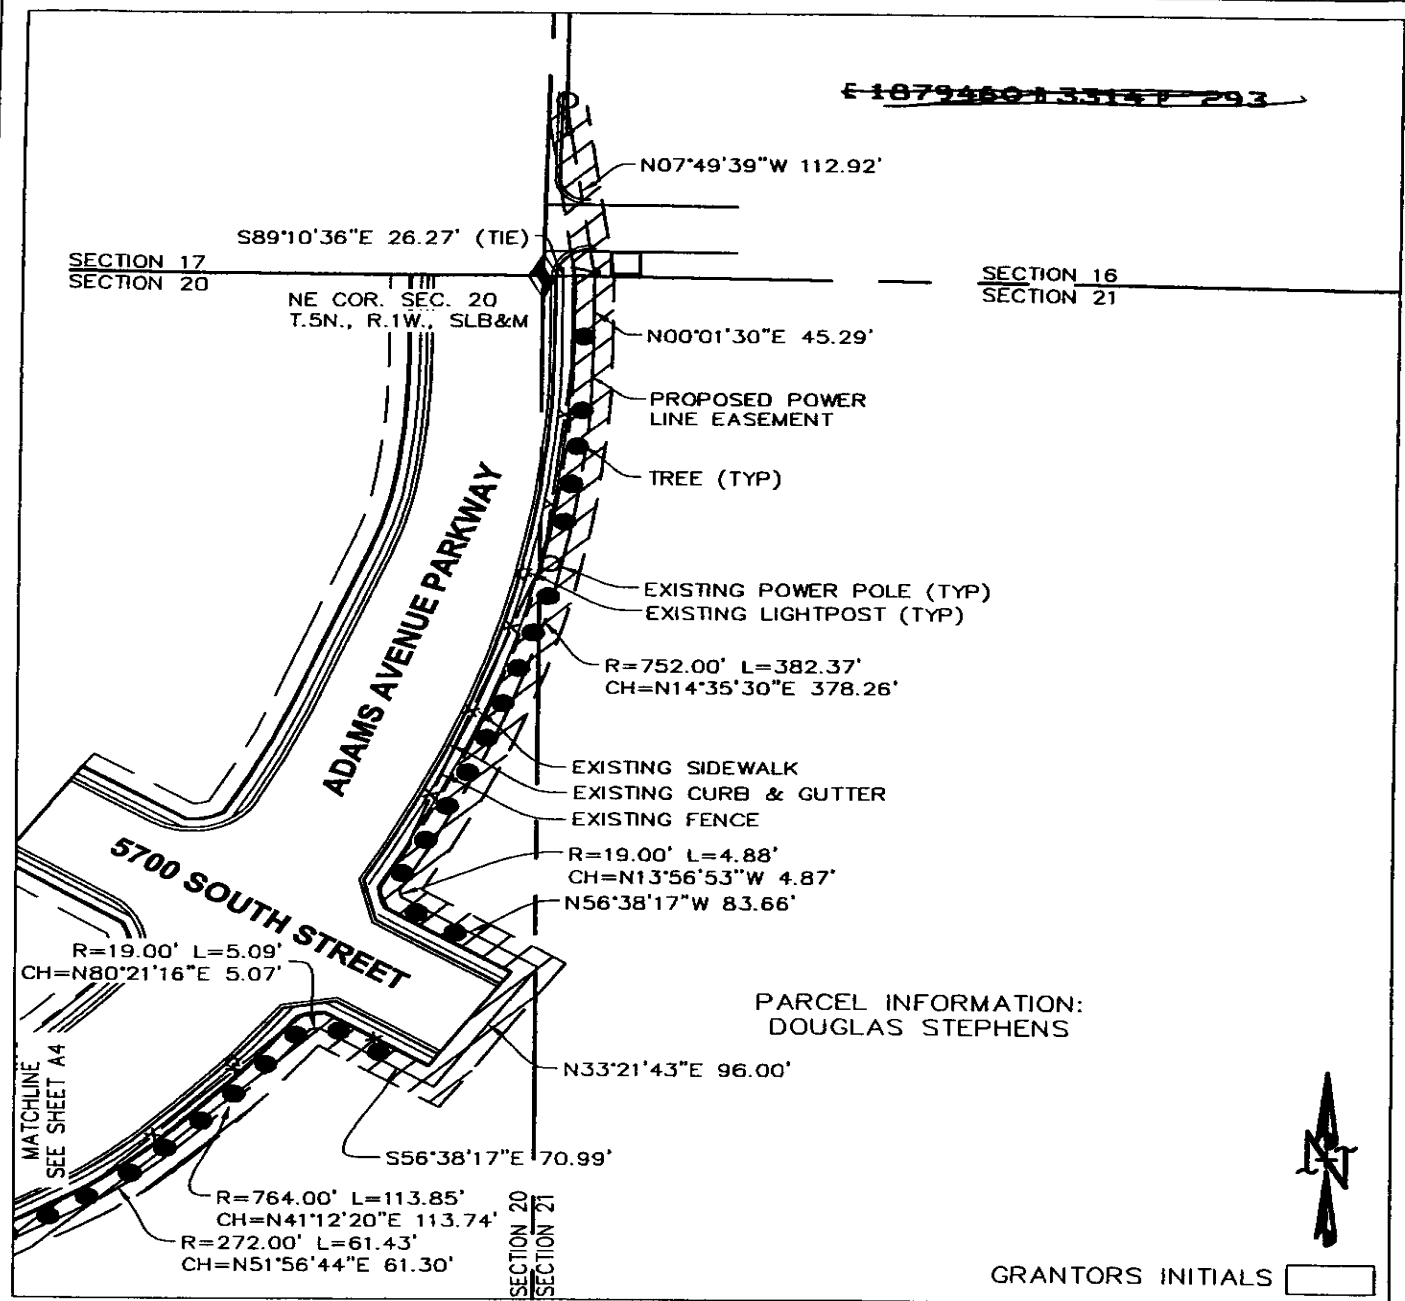 E 1879460 B 3314 P 293
N07°49'39"W 112.92'
S89°10'36"E 26.27' (TIE)
SECTION 17
SECTION 20
SECTION 16
SECTION 21
NE COR. SEC. 20
T.5N., R.1W., SLB&M
N00°01'30"E 45.29'
PROPOSED POWER
LINE EASEMENT
TREE (TYP)
ADAMS AVENUE PARKWAY
EXISTING POWER POLE (TYP)
EXISTING LIGHTPOST (TYP)
R=752.00' L=382.37'
CH=N14°35'30"E 378.26'
EXISTING SIDEWALK
EXISTING CURB & GUTTER
EXISTING FENCE
5700 SOUTH STREET
R=19.00' L=4.88'
CH=N13°56'53"W 4.87'
N56°38'17"W 83.66'
R=19.00' L=5.09'
CH=N80°21'16"E 5.07'
PARCEL INFORMATION:
DOUGLAS STEPHENS
N33°21'43"E 96.00'
MATCHLINE
SEE SHEET A4
S56°38'17"E 70.99'
R=764.00' L=113.85'
CH=N41°12'20"E 113.74'
R=272.00' L=61.43'
CH=N51°56'44"E 61.30'
SECTION 20
SECTION 21
N
GRANTORS INITIALS